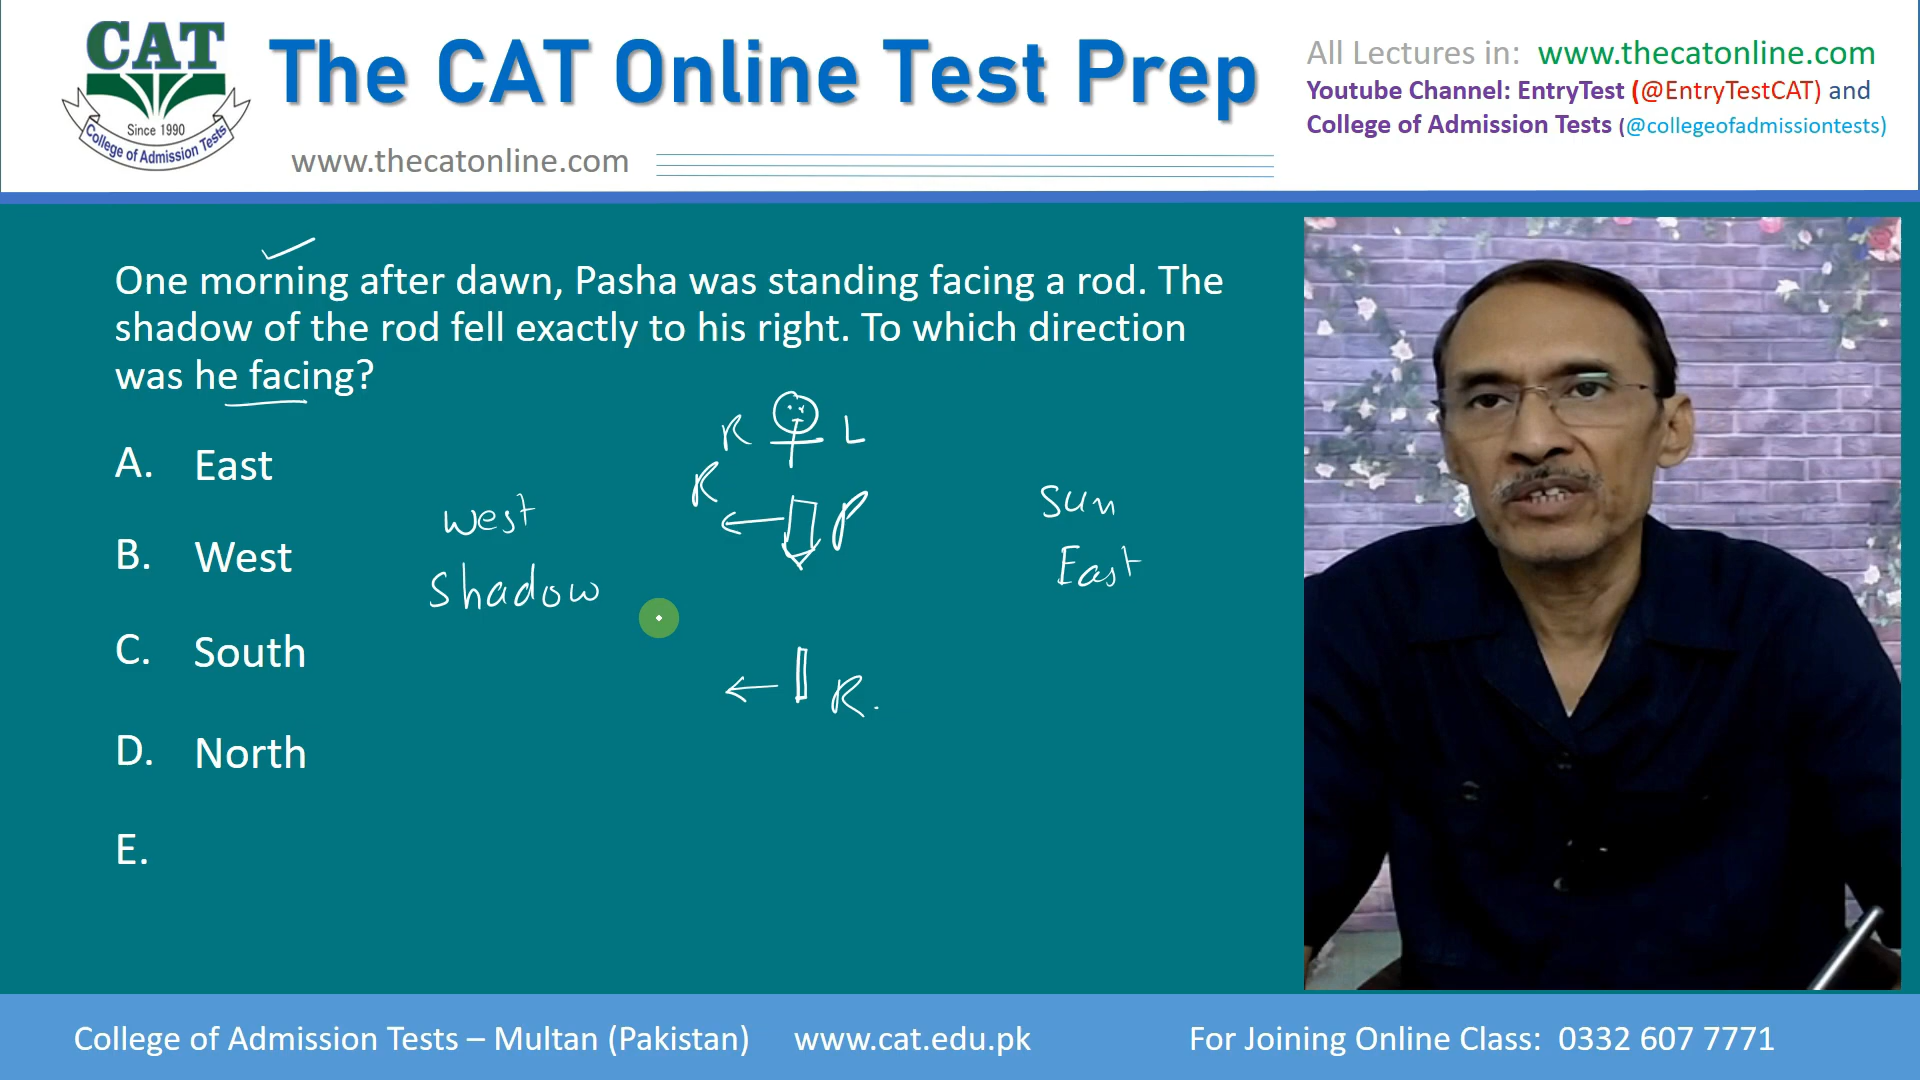 CAT
Since 1990
College of Admission Tests
The CAT Online Test Prep
www.thecatonline.com
All Lectures in: www.thecatonline.com
Youtube Channel: EntryTest (@EntryTestCAT) and
College of Admission Tests (@collegeofadmissiontests)
One morning after dawn, Pasha was standing facing a rod. The
shadow of the rod fell exactly to his right. To which direction
was he facing?
A. East
B. West
C. South
D. North
E.
R L
R
P
West
Shadow
Sun
East
R.
College of Admission Tests – Multan (Pakistan) www.cat.edu.pk For Joining Online Class: 0332 607 7771